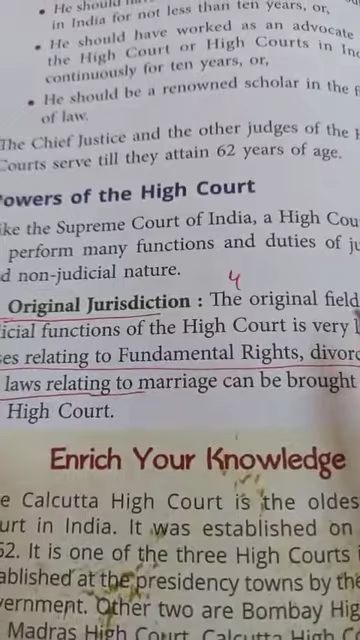 • He should have
in India for not less than ten years, or,
• He should have worked as an advocate
the High Court or High Courts in
continuously for ten years, or,
• He should be a renowned scholar in the
of law.
The Chief Justice and the other judges of the
Courts serve till they attain 62 years of age.
Powers of the High Court
ike the Supreme Court of India, a High Cou
perform many functions and duties of ju
d non-judicial nature.
4
Original Jurisdiction : The original field
icial functions of the High Court is very l
es relating to Fundamental Rights, divorc
laws relating to marriage can be brought
High Court.
Enrich Your Knowledge
e Calcutta High Court is the oldes
urt in India. It was established on
62. It is one of the three High Courts
ablished at the presidency towns by the
vernment. Other two are Bombay Hig
Madras High Court. Calcutta High